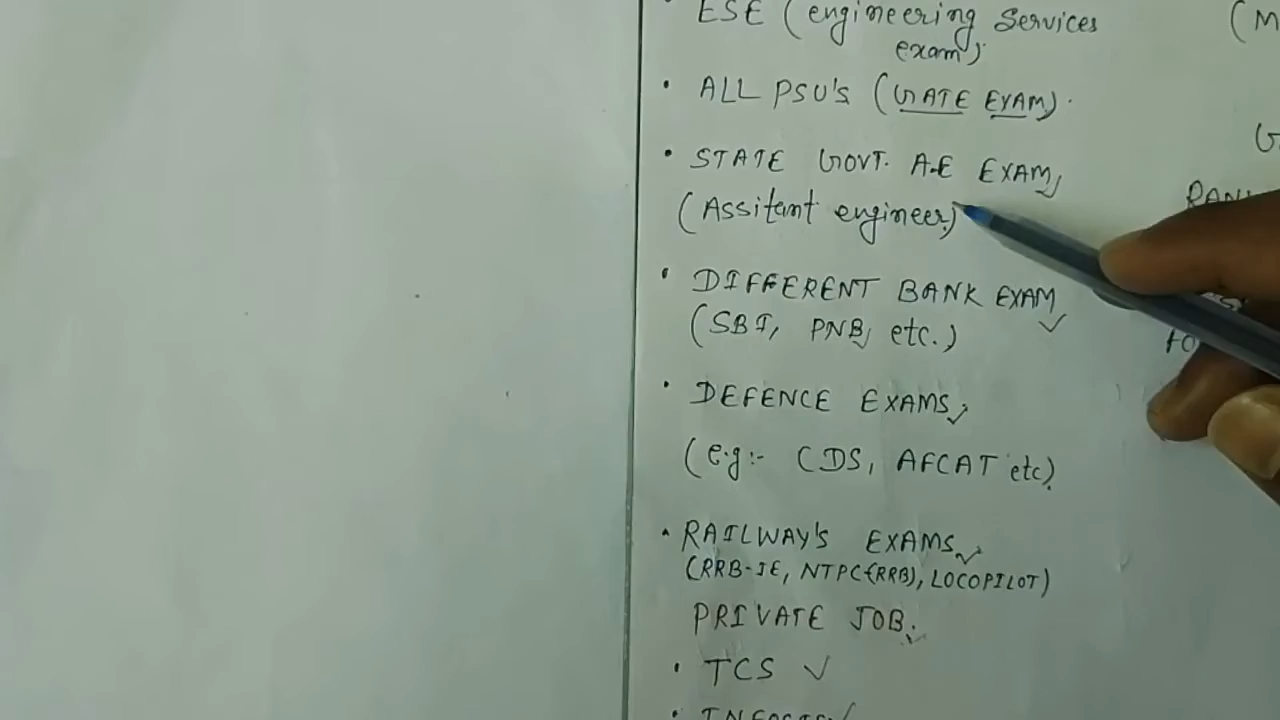 • ESE (engineering Services
exam)
• ALL PSU's (GATE EXAM).
• STATE GOVT. A.E EXAM
(Assitant engineer)
• DIFFERENT BANK EXAM
(SBI, PNB, etc.)
• DEFENCE EXAMS
(e.g:- CDS, AFCAT etc)
• RAILWAY's EXAMS
(RRB-JE, NTPC(RRB), LOCOPILOT)
PRIVATE JOB.
• TCS ✓
(M